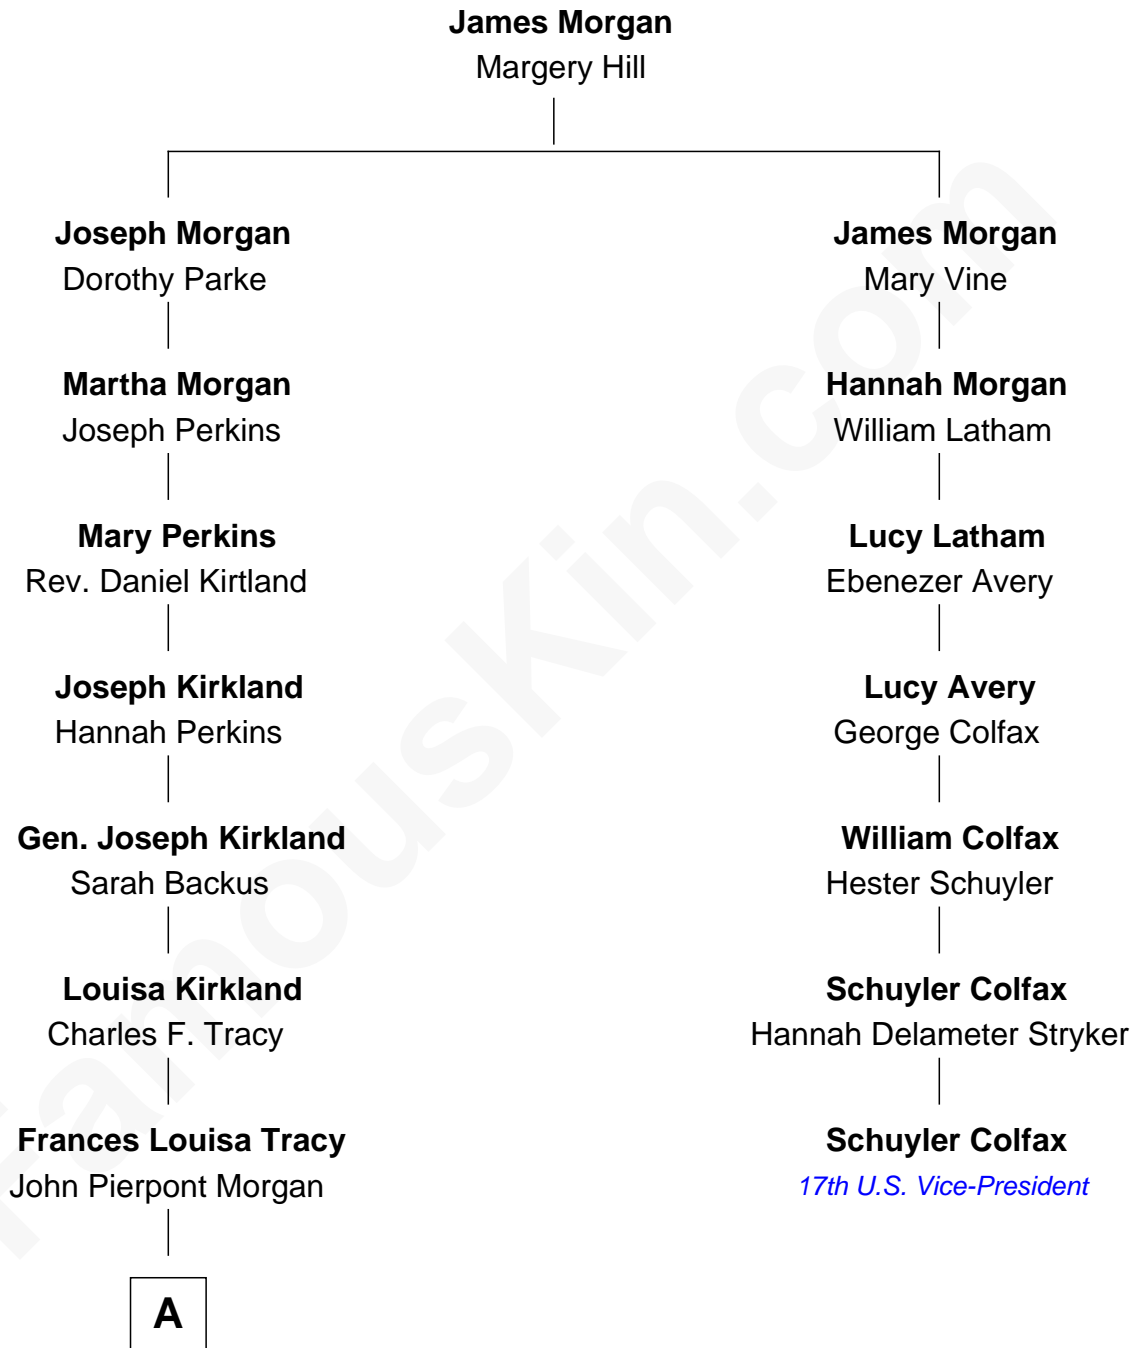 James Morgan
Margery Hill
Joseph Morgan
Dorothy Parke
James Morgan
Mary Vine
Martha Morgan
Joseph Perkins
Hannah Morgan
William Latham
Mary Perkins
Rev. Daniel Kirtland
Lucy Latham
Ebenezer Avery
Joseph Kirkland
Hannah Perkins
Lucy Avery
George Colfax
Gen. Joseph Kirkland
Sarah Backus
William Colfax
Hester Schuyler
Louisa Kirkland
Charles F. Tracy
Schuyler Colfax
Hannah Delameter Stryker
Frances Louisa Tracy
John Pierpont Morgan
Schuyler Colfax
17th U.S. Vice-President
A
FamousKin.com